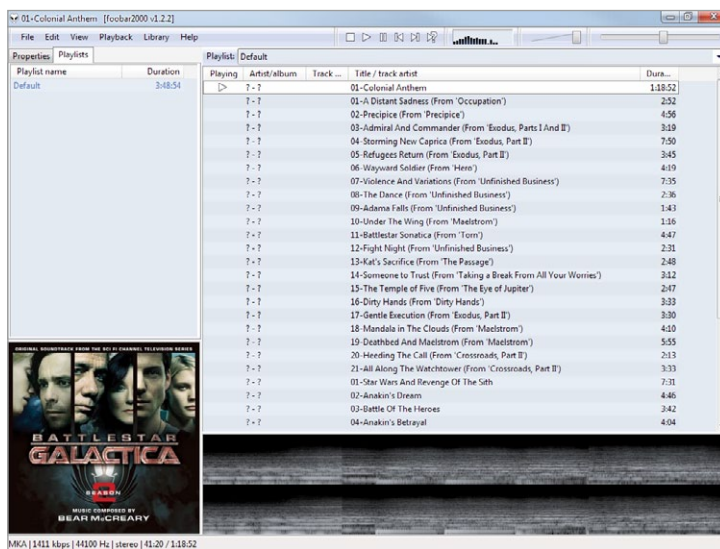 01-Colonial Anthem [foobar2000 v1.2.2]
File Edit View Playback Library Help
Properties Playlists
Playlist: Default
Playlist name Duration
Default 3:48:54
Playing Artist/album Track ... Title / track artist Dura...
? - ? 01-Colonial Anthem 1:18:52
? - ? 01-A Distant Sadness (From 'Occupation') 2:52
? - ? 02-Precipice (From 'Precipice') 4:56
? - ? 03-Admiral And Commander (From 'Exodus, Parts I And II') 3:19
? - ? 04-Storming New Caprica (From 'Exodus, Part II') 7:50
? - ? 05-Refugees Return (From 'Exodus, Part II') 3:45
? - ? 06-Wayward Soldier (From 'Hero') 4:19
? - ? 07-Violence And Variations (From 'Unfinished Business') 7:35
? - ? 08-The Dance (From 'Unfinished Business') 2:36
? - ? 09-Adama Falls (From 'Unfinished Business') 1:43
? - ? 10-Under The Wing (From 'Maelstrom') 1:16
? - ? 11-Battlestar Sonatica (From 'Torn') 4:47
? - ? 12-Fight Night (From 'Unfinished Business') 2:31
? - ? 13-Kat's Sacrifice (From 'The Passage') 2:48
? - ? 14-Someone to Trust (From 'Taking a Break From All Your Worries') 3:12
? - ? 15-The Temple of Five (From 'The Eye of Jupiter') 2:47
? - ? 16-Dirty Hands (From 'Dirty Hands') 3:33
? - ? 17-Gentle Execution (From 'Exodus, Part II') 3:30
? - ? 18-Mandala in The Clouds (From 'Maelstrom') 4:10
? - ? 19-Deathbed And Maelstrom (From 'Maelstrom') 5:55
? - ? 20-Heeding The Call (From 'Crossroads, Part II') 2:13
? - ? 21-All Along The Watchtower (From 'Crossroads, Part II') 3:33
? - ? 01-Star Wars And Revenge Of The Sith 7:31
? - ? 02-Anakin's Dream 4:46
? - ? 03-Battle Of The Heroes 3:42
? - ? 04-Anakin's Betrayal 4:04
ORIGINAL SOUNDTRACK FROM THE SCI FI CHANNEL TELEVISION SERIES
BATTLESTAR
GALACTICA
SEASON
2
MUSIC COMPOSED BY
BEAR McCREARY
MKA | 1411 kbps | 44100 Hz | stereo | 41:20 / 1:18:52